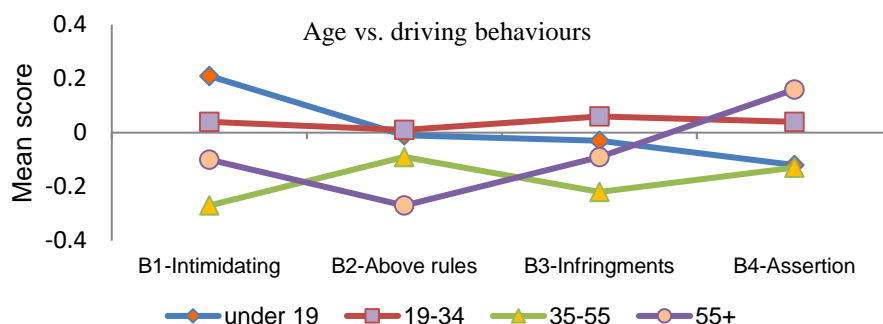 Age vs. driving behaviours
Mean score
0.4
0.2
0
-0.2
-0.4
B1-Intimidating B2-Above rules B3-Infringments B4-Assertion
under 19 19-34 35-55 55+